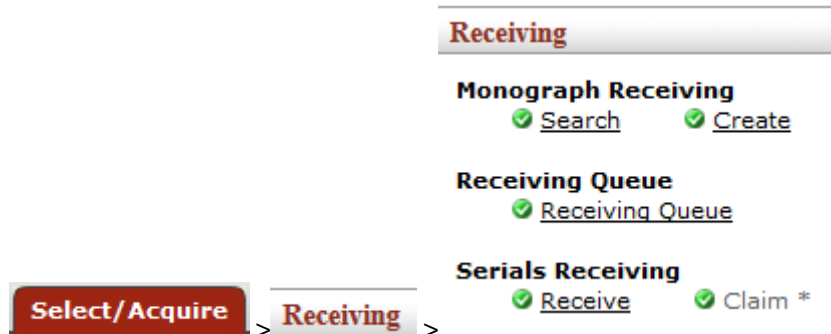 Receiving
Monograph Receiving
Search Create
Receiving Queue
Receiving Queue
Serials Receiving
Receive Claim *
Select/Acquire > Receiving >